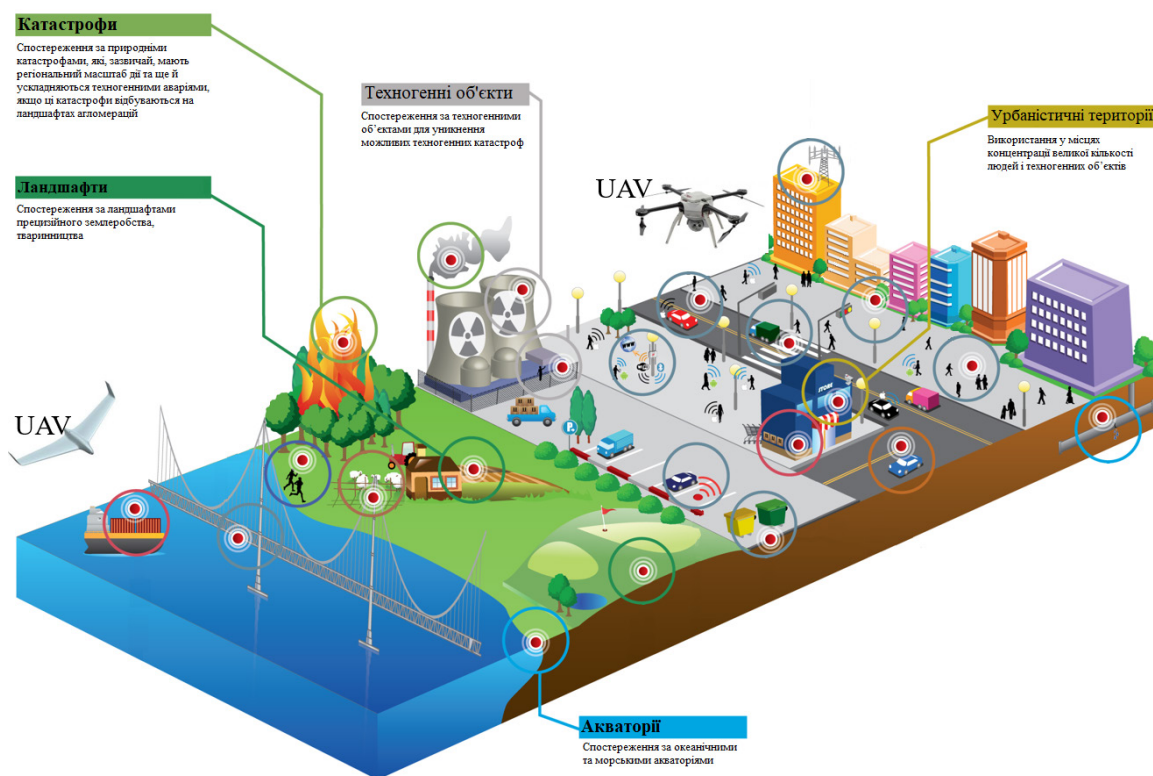 Катастрофи
Спостереження за природніми
катастрофами, які, зазвичай, мають
регіональний масштаб дії та ще й
ускладняються техногенними аваріями,
якщо ці катастрофи відбуваються на
ландшафтах агломерацій
Техногенні об'єкти
Спостереження за техногенними
об’єктами для уникнення
можливих техногенних катастроф
Урбаністичні території
Використання у місцях
концентрації великої кількості
людей і техногенних об’єктів
Ландшафти
Спостереження за ландшафтами
прецизійного землеробства,
тваринництва
UAV
UAV
STORE
P
Акваторії
Спостереження за океанічними
та морськими акваторіями